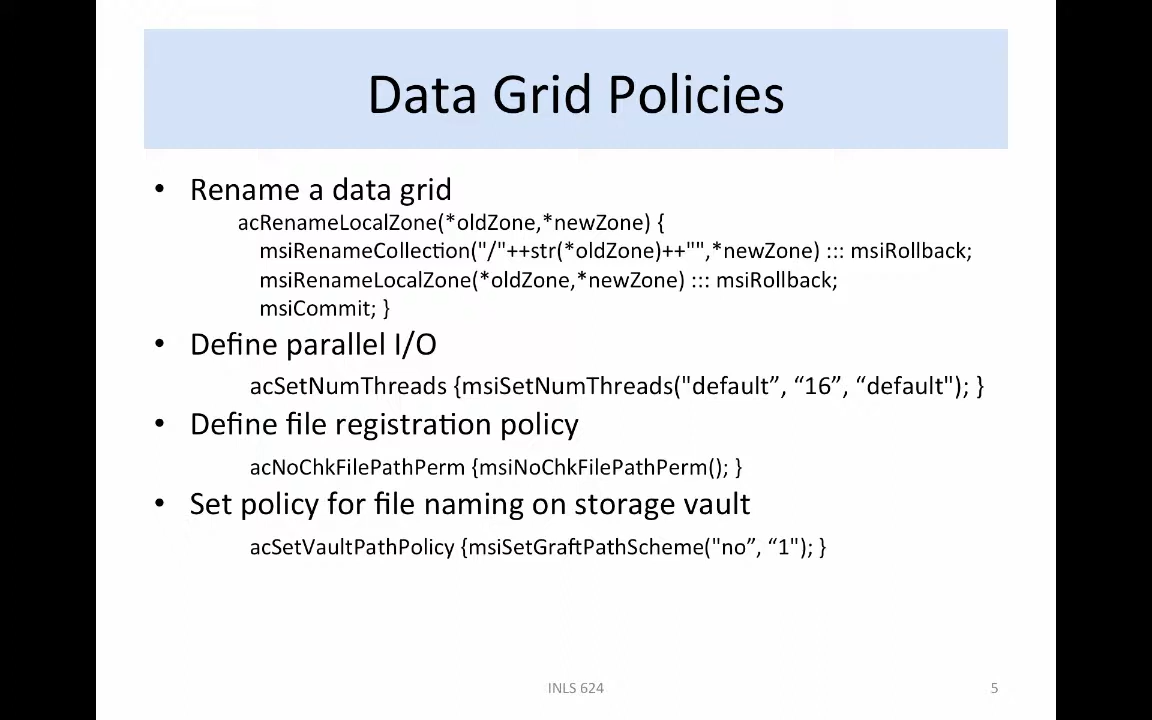 Data Grid Policies
• Rename a data grid
acRenameLocalZone(*oldZone,*newZone) {
msiRenameCollection("/"++str(*oldZone)++"",*newZone) ::: msiRollback;
msiRenameLocalZone(*oldZone,*newZone) ::: msiRollback;
msiCommit; }
• Define parallel I/O
acSetNumThreads {msiSetNumThreads("default”, “16”, “default"); }
• Define file registration policy
acNoChkFilePathPerm {msiNoChkFilePathPerm(); }
• Set policy for file naming on storage vault
acSetVaultPathPolicy {msiSetGraftPathScheme("no”, “1"); }
INLS 624
5